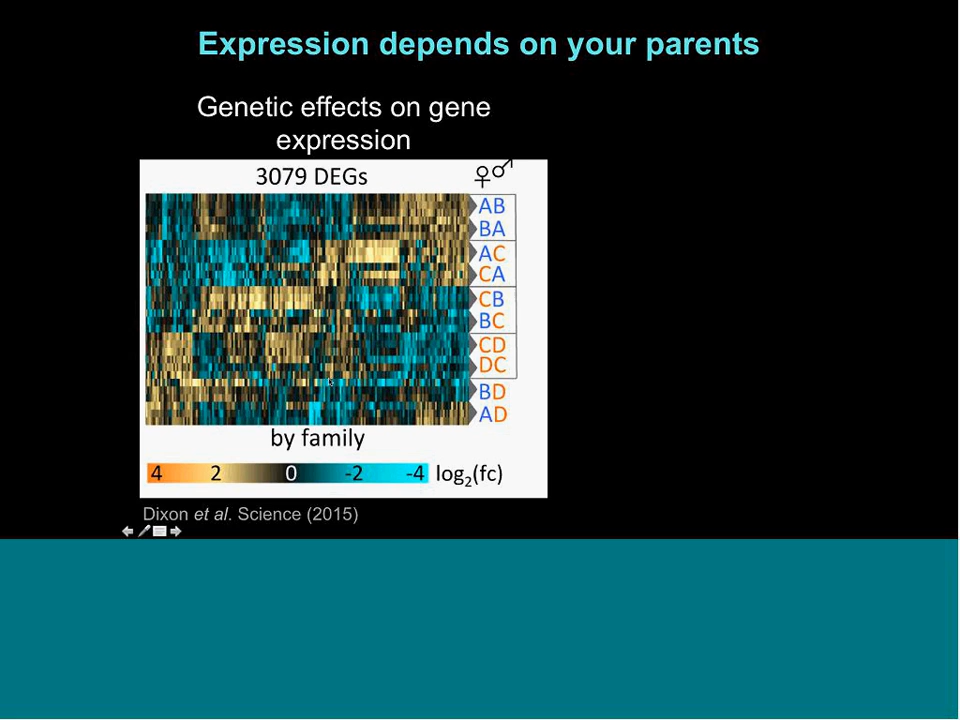 Expression depends on your parents
Genetic effects on gene
expression
3079 DEGs ♀♂
AB
BA
AC
CA
CB
BC
CD
DC
BD
AD
by family
4 2 0 -2 -4 log₂(fc)
Dixon et al. Science (2015)